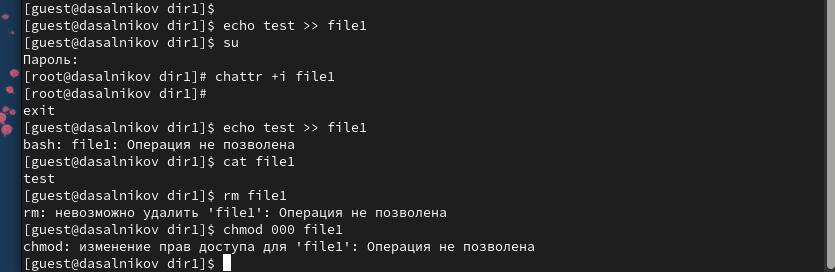 [guest@dasalnikov dir1]$
[guest@dasalnikov dir1]$ echo test >> file1
[guest@dasalnikov dir1]$ su
Пароль:
[root@dasalnikov dir1]# chattr +i file1
[root@dasalnikov dir1]#
exit
[guest@dasalnikov dir1]$ echo test >> file1
bash: file1: Операция не позволена
[guest@dasalnikov dir1]$ cat file1
test
[guest@dasalnikov dir1]$ rm file1
rm: невозможно удалить 'file1': Операция не позволена
[guest@dasalnikov dir1]$ chmod 000 file1
chmod: изменение прав доступа для 'file1': Операция не позволена
[guest@dasalnikov dir1]$